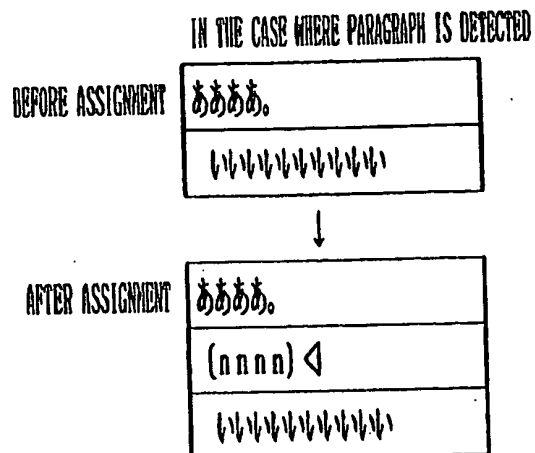 IN THE CASE WHERE PARAGRAPH IS DETECTED
BEFORE ASSIGNMENT
ああああ。
いいいいいいいいいい
AFTER ASSIGNMENT
ああああ。
(nnnn)
いいいいいいいいいい